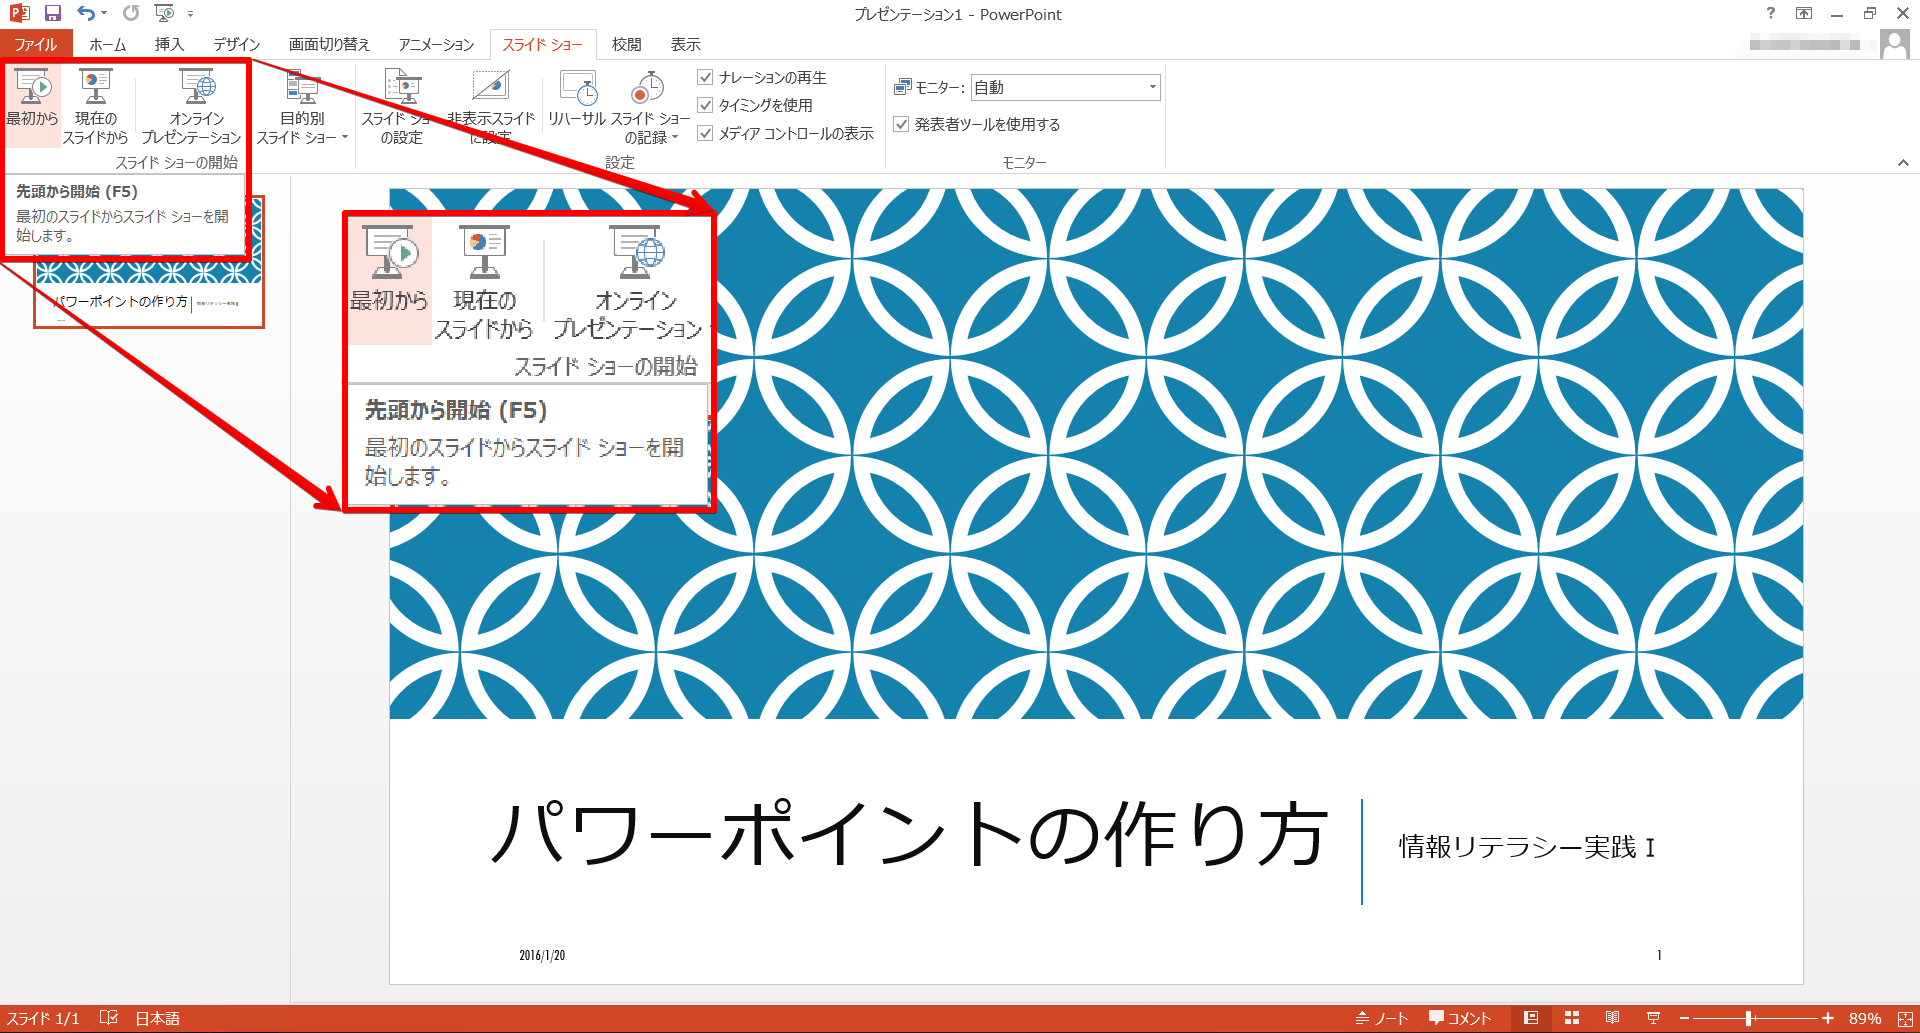 プレゼンテーション1 - PowerPoint
ファイル ホーム 挿入 デザイン 画面切り替え アニメーション スライド ショー 校閲 表示
最初から
現在の
スライドから
オンライン
プレゼンテーション
目的別
スライド ショー
スライド ショー
の設定
非表示スライド
に設定
リハーサル
スライド ショー
の記録
ナレーションの再生
タイミングを使用
メディア コントロールの表示
モニター: 自動
発表者ツールを使用する
スライド ショーの開始
設定
モニター
先頭から開始 (F5)
最初のスライドからスライド ショーを開
始します。
パワーポイントの作り方
最初から
現在の
スライドから
オンライン
プレゼンテーション
スライド ショーの開始
先頭から開始 (F5)
最初のスライドからスライド ショーを開
始します。
パワーポイントの作り方
情報リテラシー実践 I
2016/1/20
1
スライド 1/1 日本語 ノート コメント 89%